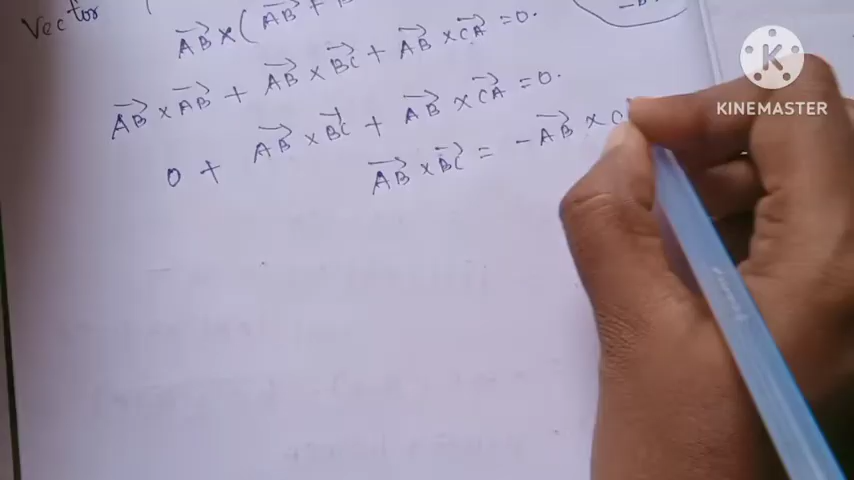 Vector
AB × ( AB +
AB × AB + AB × BC + AB × CA = 0.
0 + AB × BC + AB × CA = 0.
AB × BC = - AB × C
KINEMASTER